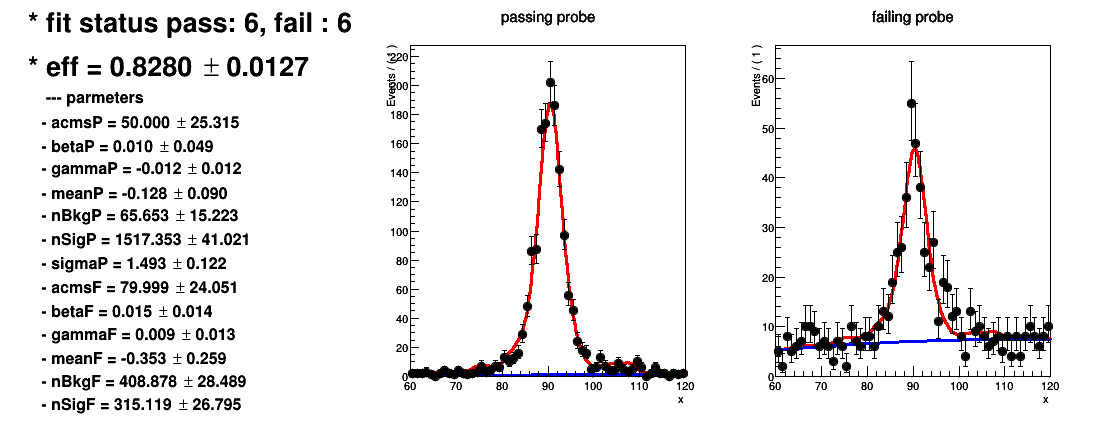 * fit status pass: 6, fail : 6
* eff = 0.8280 ± 0.0127
--- parmeters
- acmsP = 50.000 ± 25.315
- betaP = 0.010 ± 0.049
- gammaP = -0.012 ± 0.012
- meanP = -0.128 ± 0.090
- nBkgP = 65.653 ± 15.223
- nSigP = 1517.353 ± 41.021
- sigmaP = 1.493 ± 0.122
- acmsF = 79.999 ± 24.051
- betaF = 0.015 ± 0.014
- gammaF = 0.009 ± 0.013
- meanF = -0.353 ± 0.259
- nBkgF = 408.878 ± 28.489
- nSigF = 315.119 ± 26.795
passing probe
Events / ( 1 )
220
200
180
160
140
120
100
80
60
40
20
0
60 70 80 90 100 110 120
x
failing probe
Events / ( 1 )
60
50
40
30
20
10
0
60 70 80 90 100 110 120
x